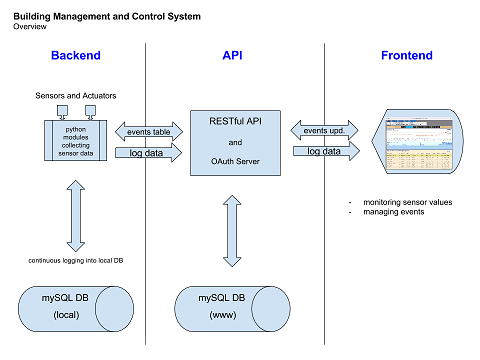 Building Management and Control System
Overview
Backend
API
Frontend
Sensors and Actuators
python
modules
collecting
sensor data
events table
log data
RESTful API
and
OAuth Server
events upd.
log data
- monitoring sensor values
- managing events
continuous logging into local DB
mySQL DB
(local)
mySQL DB
(www)